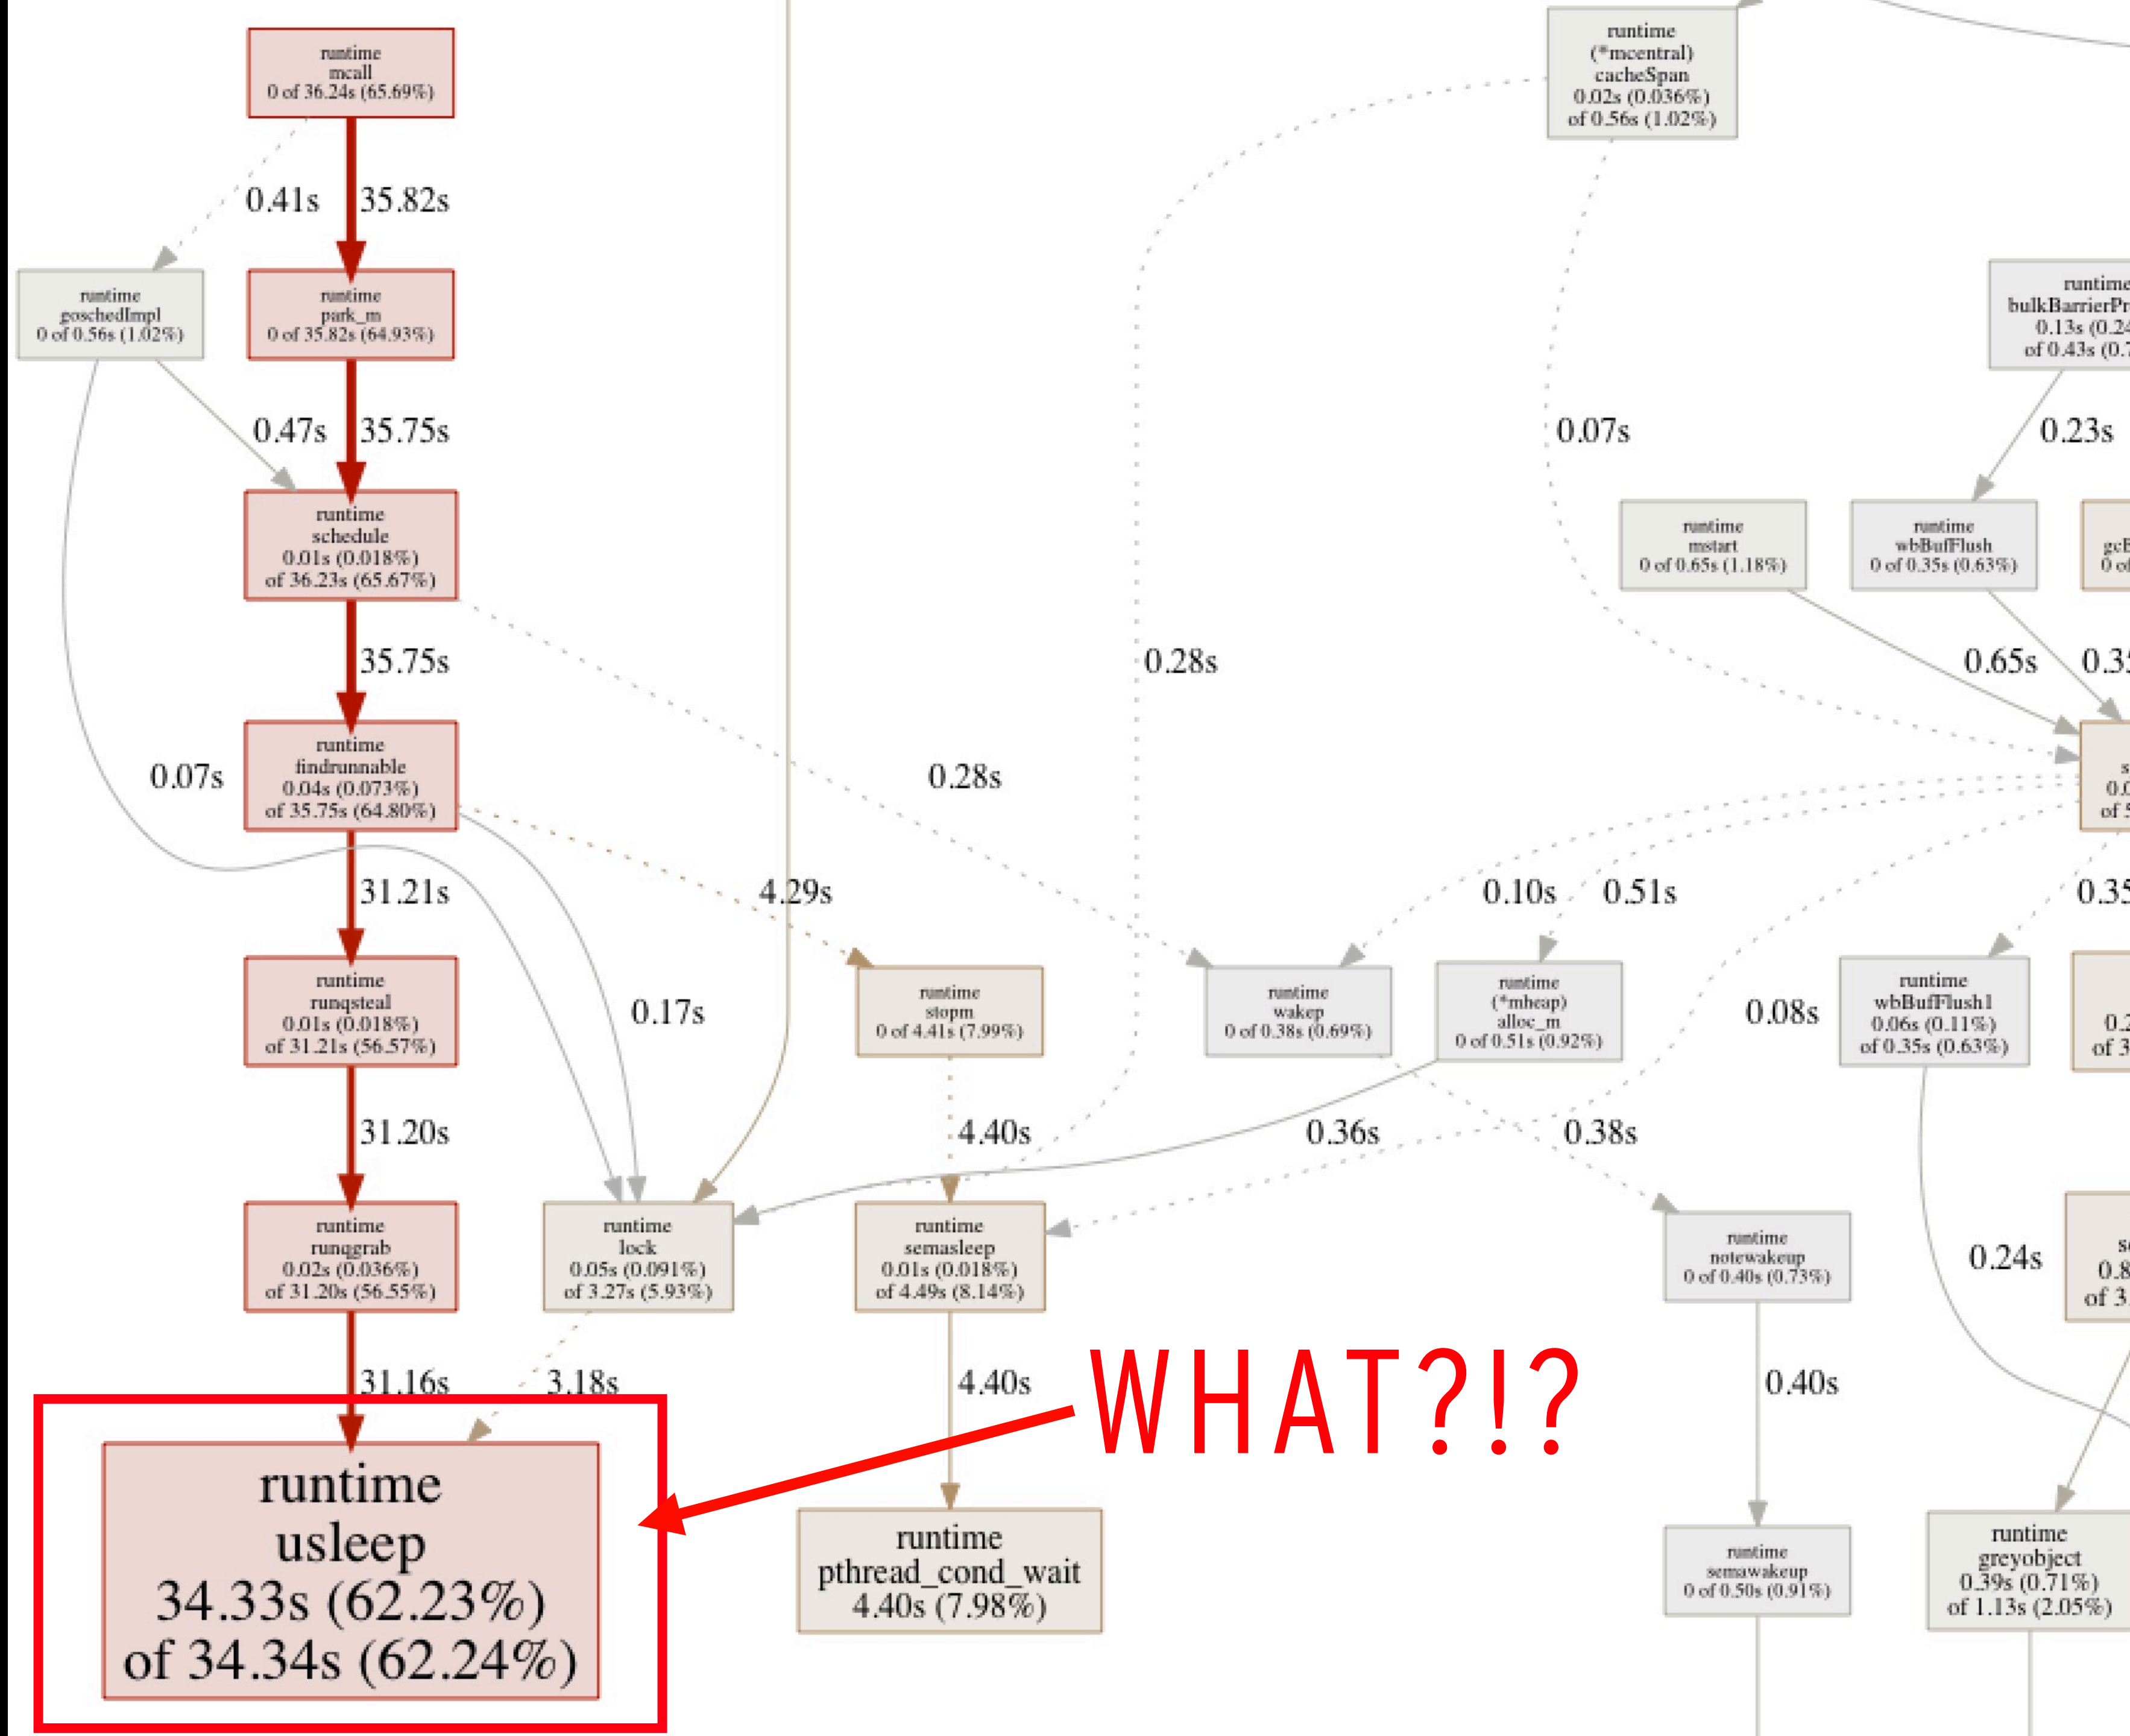 runtime
mcall
0 of 36.24s (65.69%)
runtime
(*mcentral)
cacheSpan
0.02s (0.036%)
of 0.56s (1.02%)
0.41s
35.82s
runtime
goschedImpl
0 of 0.56s (1.02%)
runtime
park_m
0 of 35.82s (64.93%)
runtime
0.47s
35.75s
0.07s
0.23s
runtime
schedule
0.01s (0.018%)
of 36.23s (65.67%)
runtime
mstart
0 of 0.65s (1.18%)
runtime
wbBufFlush
0 of 0.35s (0.63%)
35.75s
0.28s
0.65s
runtime
findrunnable
0.04s (0.073%)
of 35.75s (64.80%)
0.07s
0.28s
31.21s
4.29s
0.10s
0.51s
runtime
runqsteal
0.01s (0.018%)
of 31.21s (56.57%)
0.17s
runtime
stopm
0 of 4.41s (7.99%)
runtime
wakep
0 of 0.38s (0.69%)
runtime
(*mheap)
alloc_m
0 of 0.51s (0.92%)
0.08s
runtime
wbBufFlush1
0.06s (0.11%)
of 0.35s (0.63%)
31.20s
4.40s
0.36s
0.38s
runtime
runqgrab
0.02s (0.036%)
of 31.20s (56.55%)
runtime
lock
0.05s (0.091%)
of 3.27s (5.93%)
runtime
semasleep
0.01s (0.018%)
of 4.49s (8.14%)
runtime
notewakeup
0 of 0.40s (0.73%)
0.24s
31.16s
3.18s
4.40s
WHAT?!?
0.40s
runtime
usleep
34.33s (62.23%)
of 34.34s (62.24%)
runtime
pthread_cond_wait
4.40s (7.98%)
runtime
semawakeup
0 of 0.50s (0.91%)
runtime
greyobject
0.39s (0.71%)
of 1.13s (2.05%)